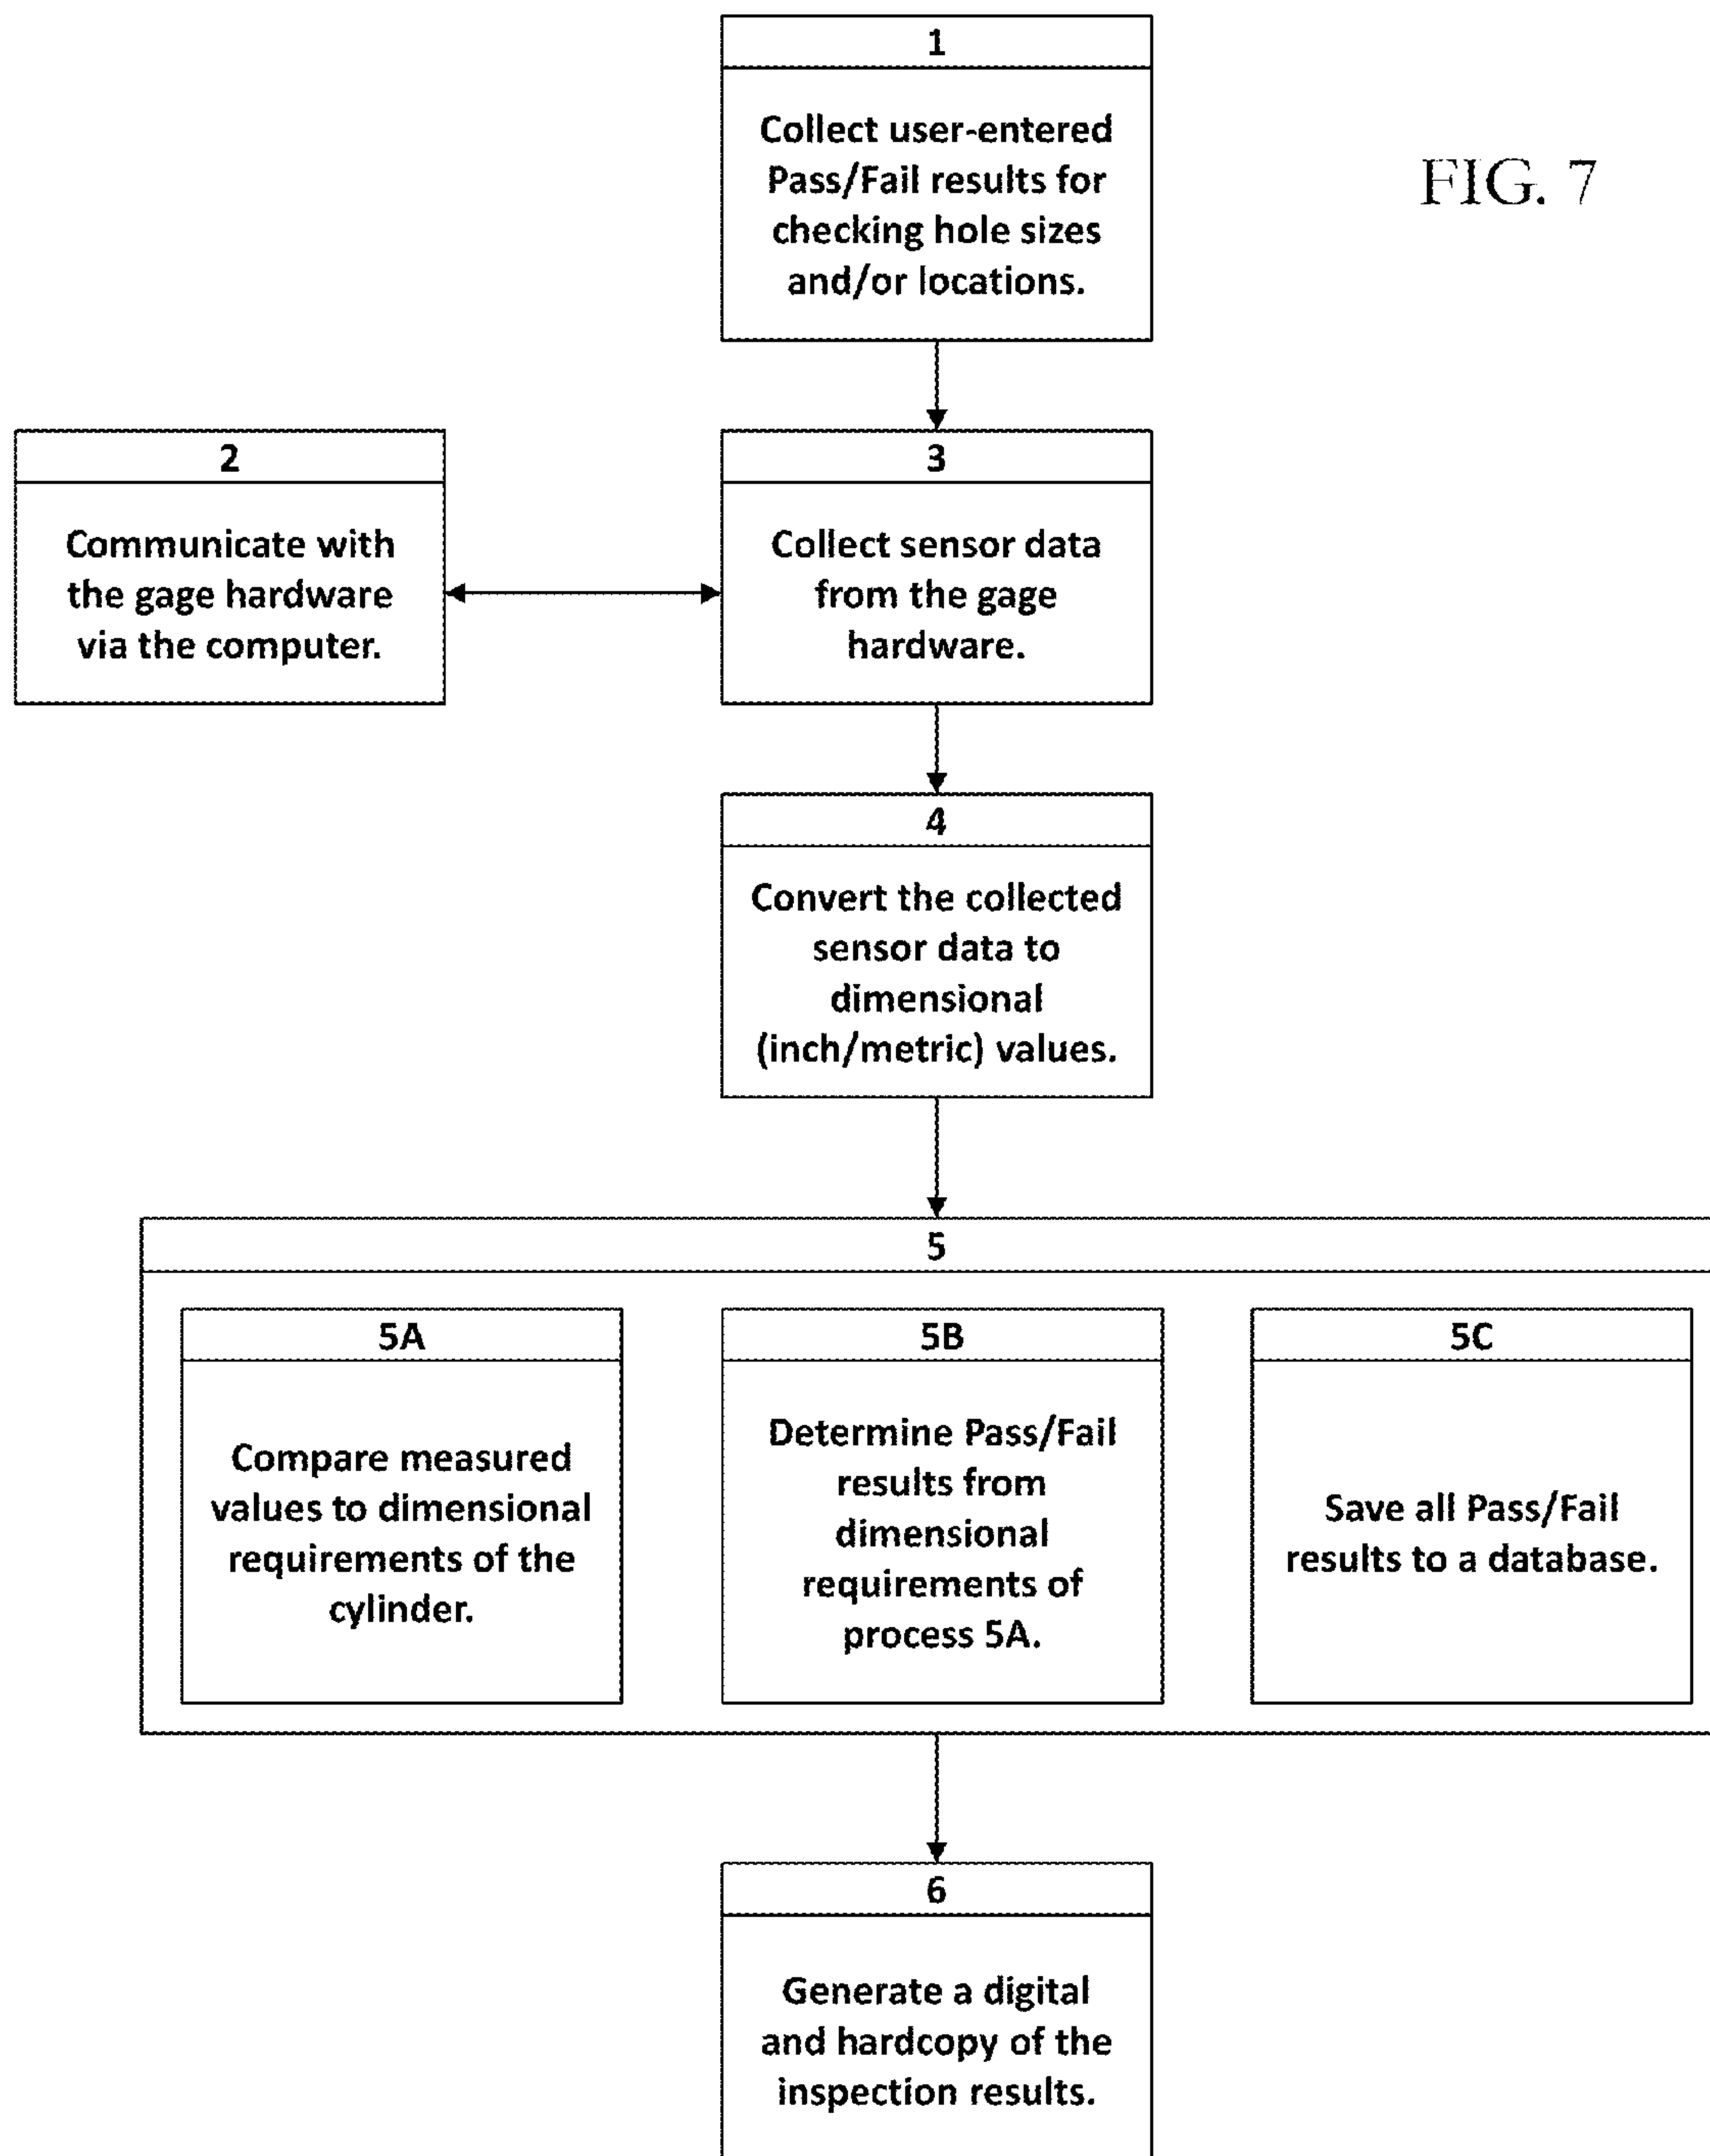 1
Collect user-entered
Pass/Fail results for
checking hole sizes
and/or locations.
FIG. 7
2
Communicate with
the gage hardware
via the computer.
3
Collect sensor data
from the gage
hardware.
4
Convert the collected
sensor data to
dimensional
(inch/metric) values.
5
5A
Compare measured
values to dimensional
requirements of the
cylinder.
5B
Determine Pass/Fail
results from
dimensional
requirements of
process 5A.
5C
Save all Pass/Fail
results to a database.
6
Generate a digital
and hardcopy of the
inspection results.